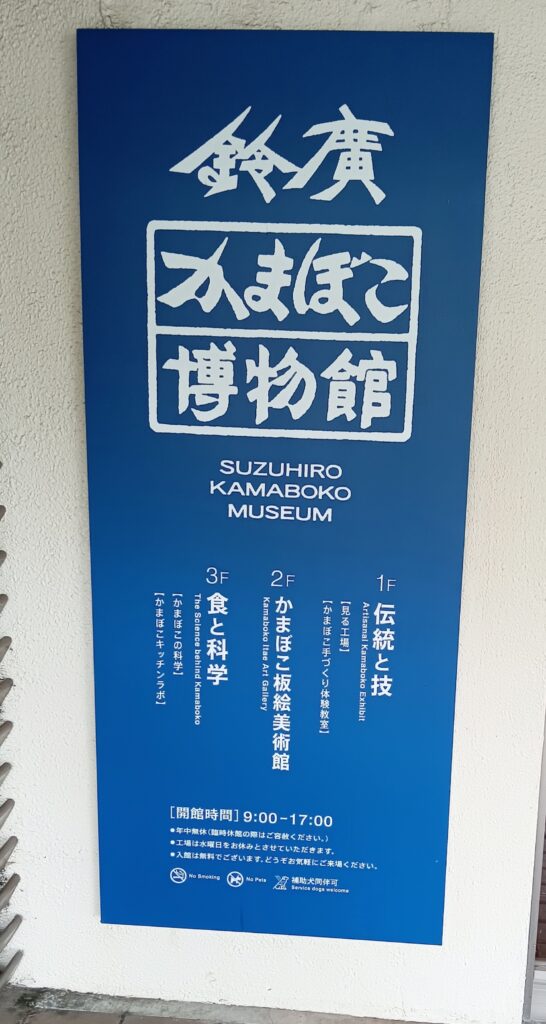 鈴廣
かまぼこ
博物館
SUZUHIRO
KAMABOKO
MUSEUM
1F
伝統と技
Artisanal Kamaboko Exhibit
【見る工場】
【かまぼこ手づくり体験教室】
2F
かまぼこ板絵美術館
Kamaboko Itae Art Gallery
3F
食と科学
The Science behind Kamaboko
【かまぼこの科学】
【かまぼこキッチンラボ】
[開館時間] 9:00-17:00
●年中無休(臨時休館の際はご容赦ください。)
●工場は水曜日をお休みとさせていただきます。
●入館は無料でございます。どうぞお気軽にご来場ください。
No Smoking
No Pets
補助犬同伴可
Service dogs welcome